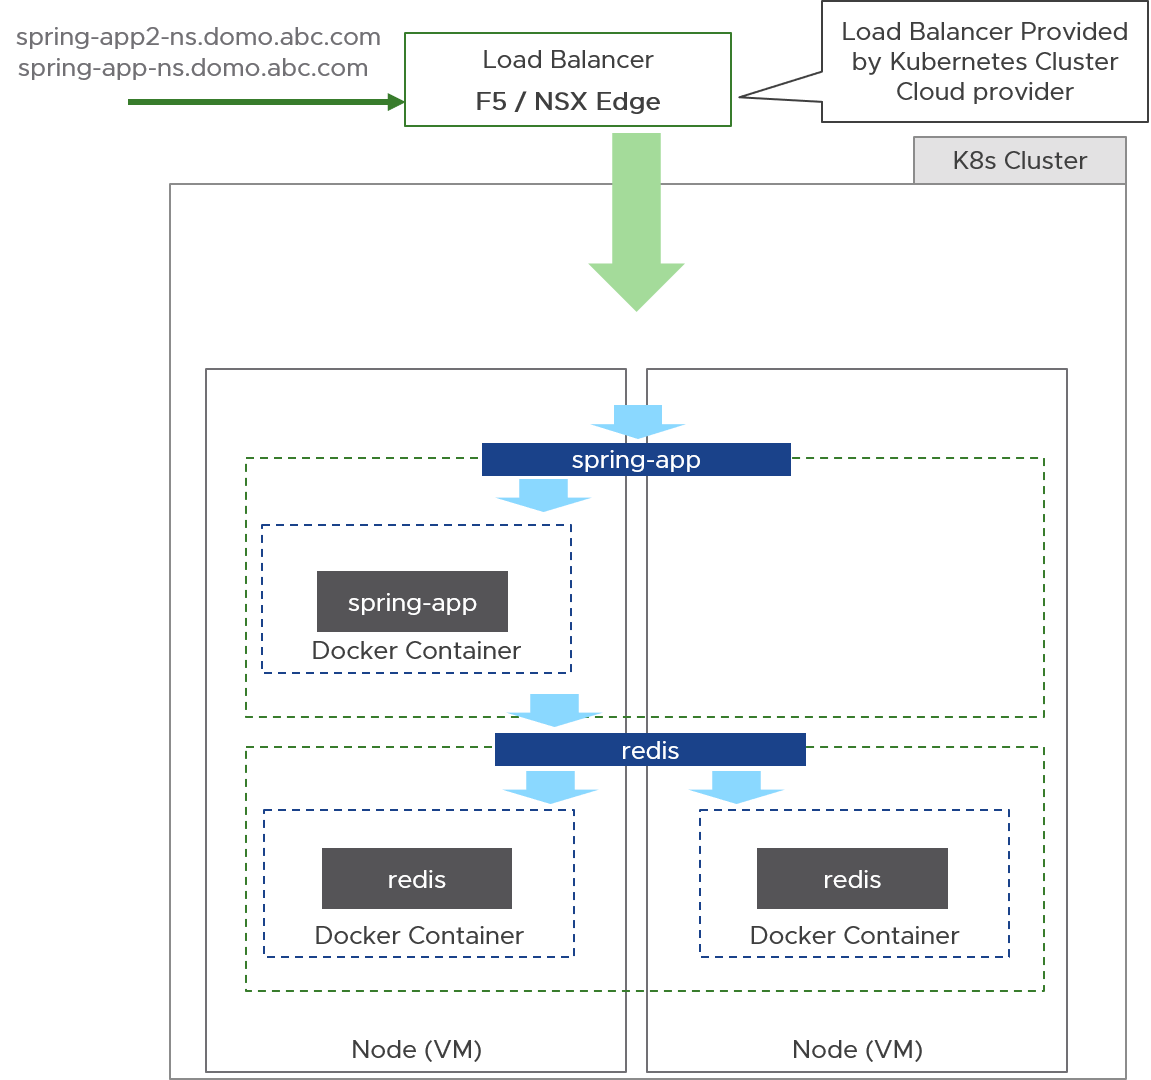 spring-app2-ns.domo.abc.com
spring-app-ns.domo.abc.com
Load Balancer
F5 / NSX Edge
Load Balancer Provided
by Kubernetes Cluster
Cloud provider
K8s Cluster
spring-app
spring-app
Docker Container
redis
redis
Docker Container
redis
Docker Container
Node (VM)
Node (VM)